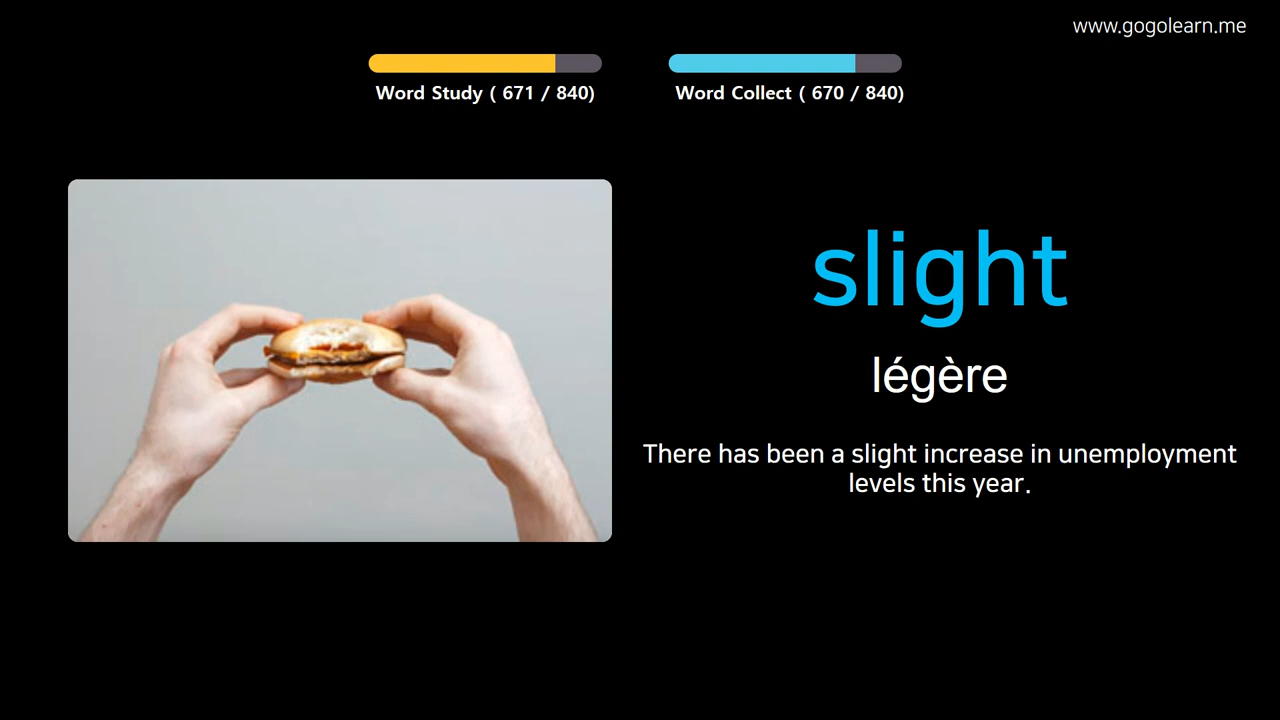 www.gogolearn.me
Word Study ( 671 / 840)
Word Collect ( 670 / 840)
slight
légère
There has been a slight increase in unemployment
levels this year.